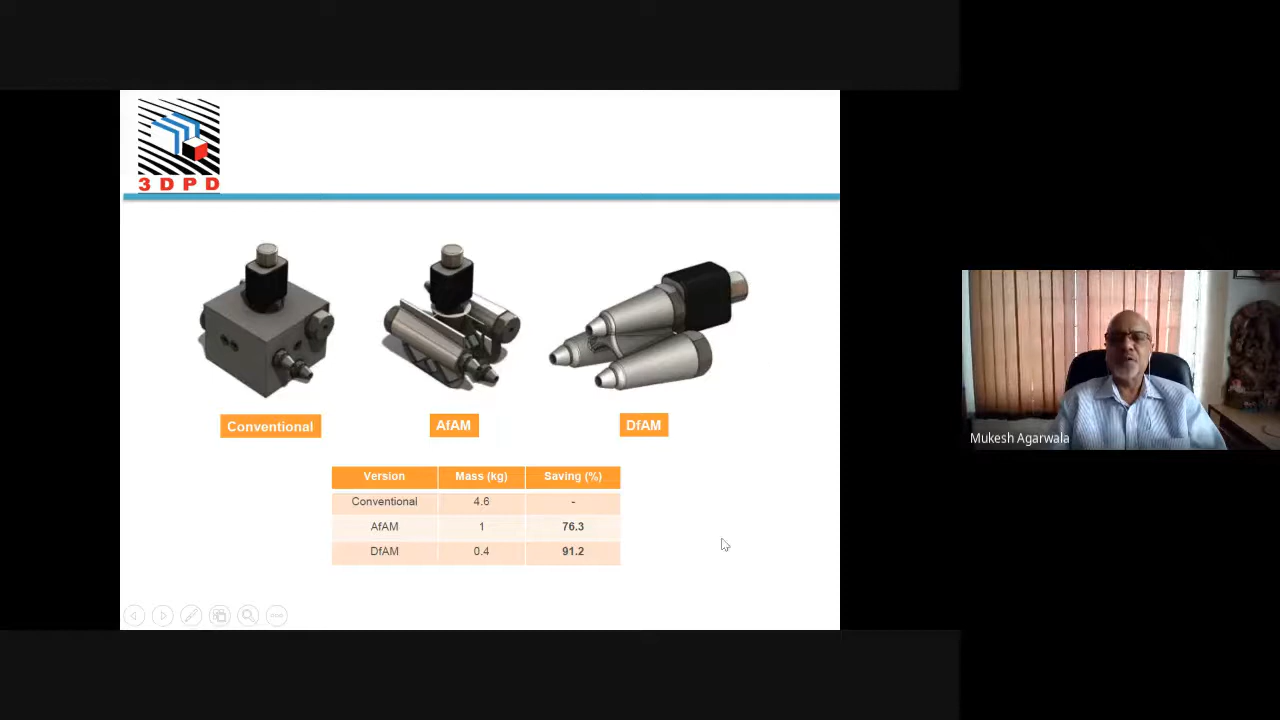 3DPD
Conventional
AfAM
DfAM
Version Mass (kg) Saving (%)
Conventional 4.6 -
AfAM 1 76.3
DfAM 0.4 91.2
Mukesh Agarwala